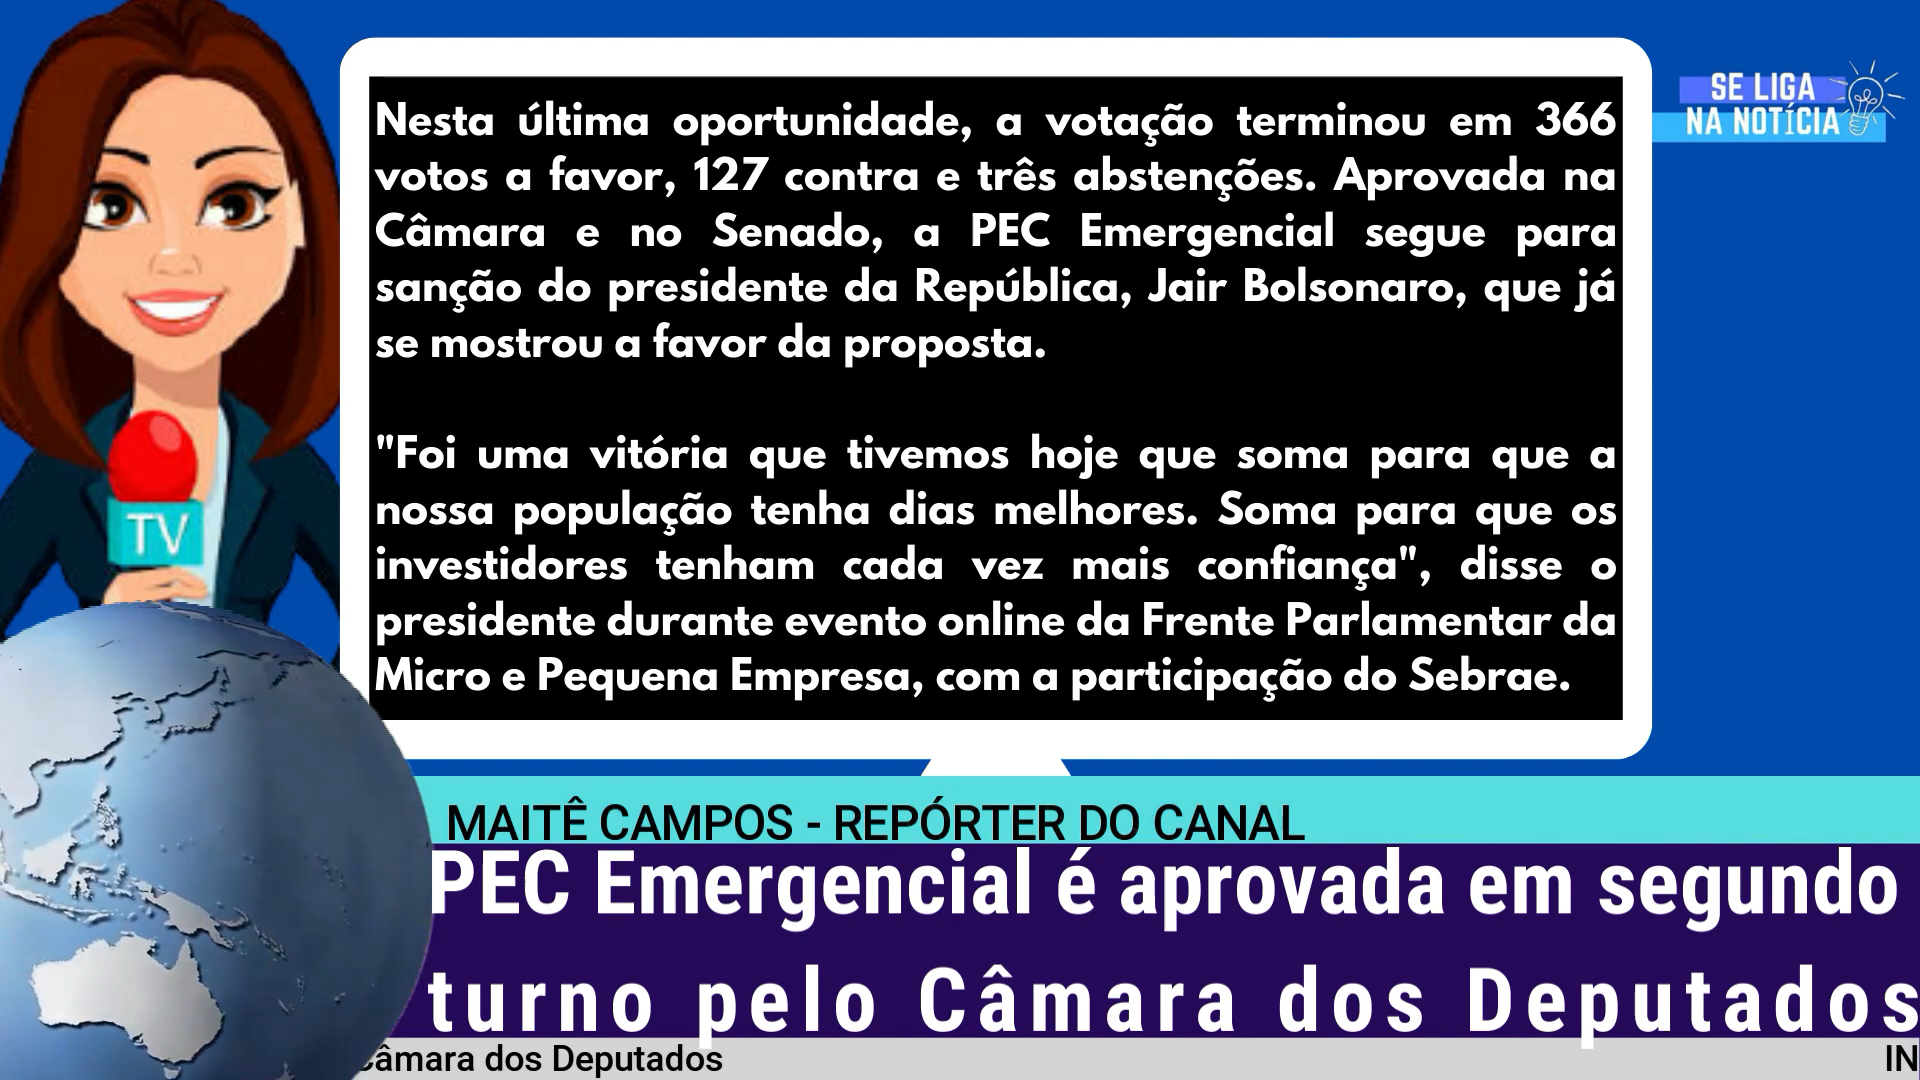 SE LIGA
NA NOTÍCIA
Nesta última oportunidade, a votação terminou em 366
votos a favor, 127 contra e três abstenções. Aprovada na
Câmara e no Senado, a PEC Emergencial segue para
sanção do presidente da República, Jair Bolsonaro, que já
se mostrou a favor da proposta.
"Foi uma vitória que tivemos hoje que soma para que a
nossa população tenha dias melhores. Soma para que os
investidores tenham cada vez mais confiança", disse o
presidente durante evento online da Frente Parlamentar da
Micro e Pequena Empresa, com a participação do Sebrae.
TV
MAITÊ CAMPOS - REPÓRTER DO CANAL
PEC Emergencial é aprovada em segundo
turno pelo Câmara dos Deputados
Câmara dos Deputados IN